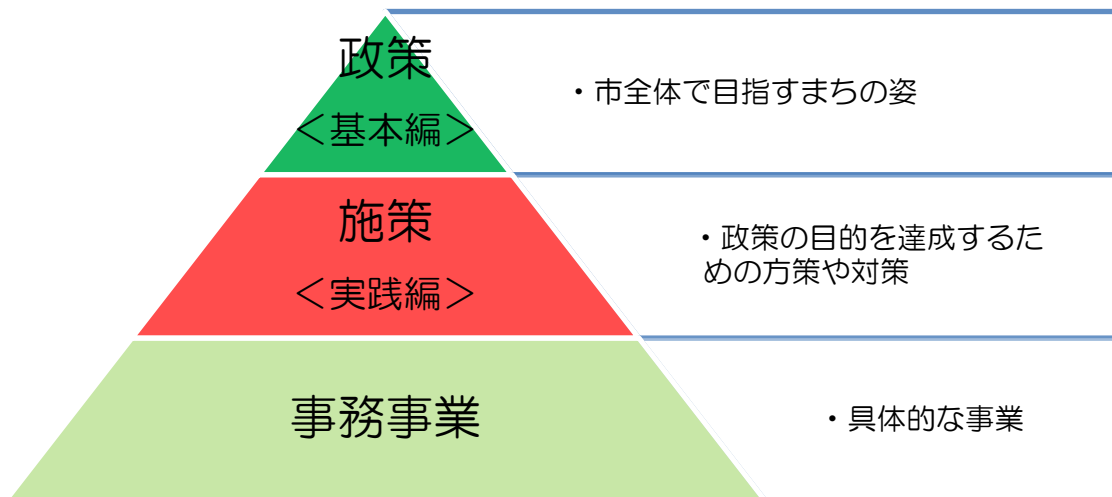 政策
＜基本編＞
・市全体で目指すまちの姿
施策
＜実践編＞
・政策の目的を達成するた
めの方策や対策
事務事業
・具体的な事業